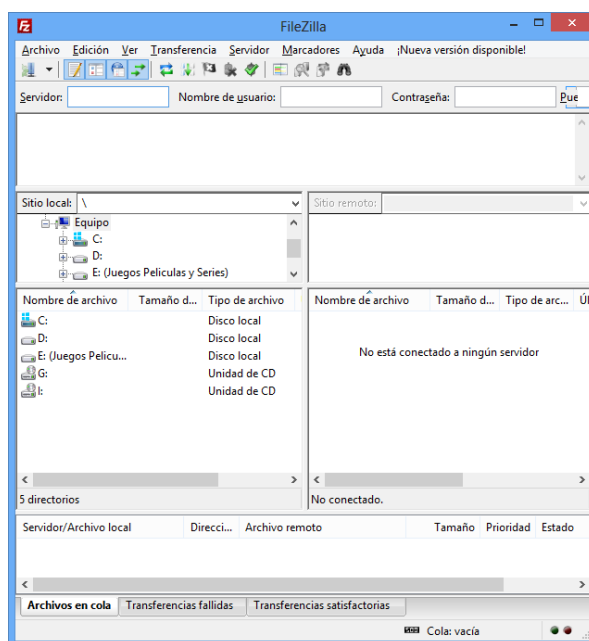 FileZilla
Archivo Edición Ver Transferencia Servidor Marcadores Ayuda ¡Nueva versión disponible!
Servidor: Nombre de usuario: Contraseña: Pue
Sitio local: \ Sitio remoto:
Equipo
C:
D:
E: (Juegos Peliculas y Series)
Nombre de archivo Tamaño d... Tipo de archivo Nombre de archivo Tamaño d... Tipo de arc... Úl
C: Disco local
D: Disco local
E: (Juegos Pelicu... Disco local
No está conectado a ningún servidor
G: Unidad de CD
I: Unidad de CD
5 directorios No conectado.
Servidor/Archivo local Direcci... Archivo remoto Tamaño Prioridad Estado
Archivos en cola Transferencias fallidas Transferencias satisfactorias
Cola: vacía